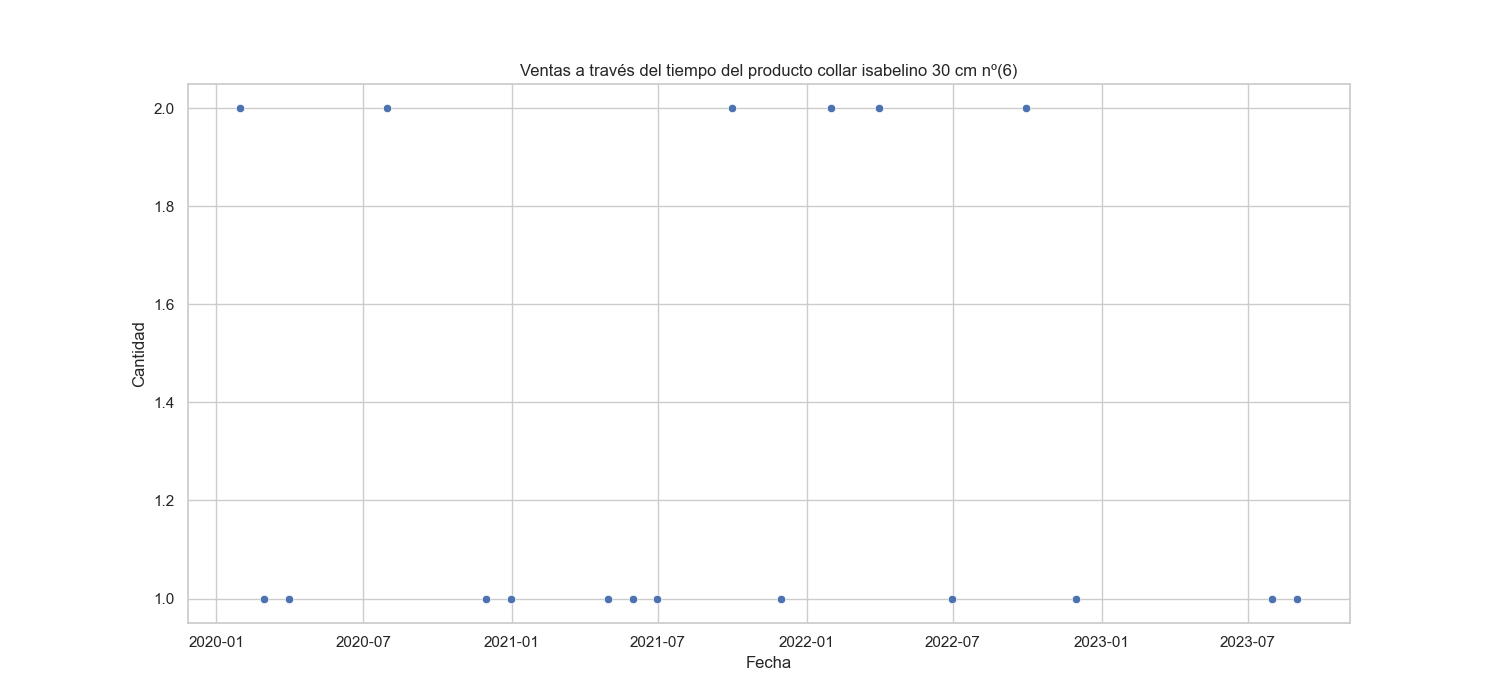 Ventas a través del tiempo del producto collar isabelino 30 cm nº(6)
2.0
1.8
1.6
1.4
1.2
1.0
Cantidad
2020-01 2020-07 2021-01 2021-07 2022-01 2022-07 2023-01 2023-07
Fecha